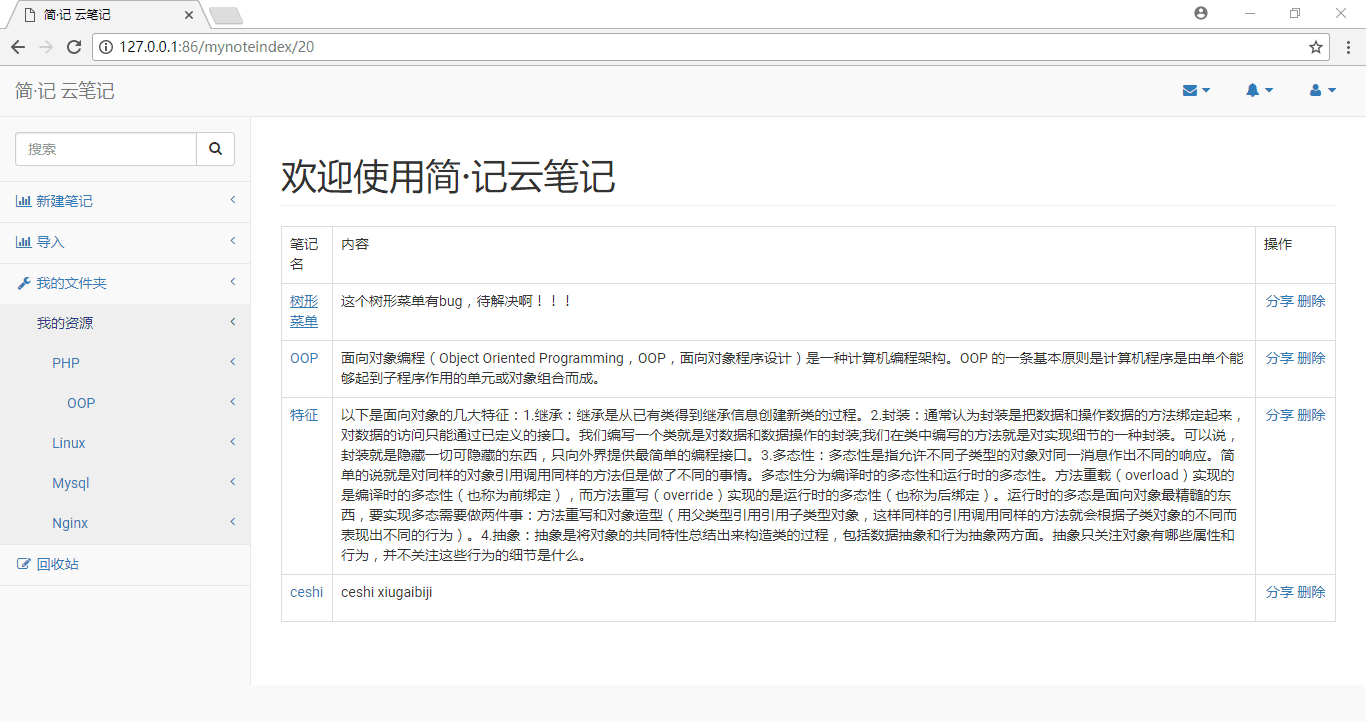 简·记 云笔记
127.0.0.1:86/mynoteindex/20
简·记 云笔记
搜索
新建笔记
导入
我的文件夹
我的资源
PHP
OOP
Linux
Mysql
Nginx
回收站
欢迎使用简·记云笔记
笔记
名
内容
操作
树形
菜单
这个树形菜单有bug，待解决啊！！！
分享 删除
OOP
面向对象编程（Object Oriented Programming，OOP，面向对象程序设计）是一种计算机编程架构。OOP 的一条基本原则是计算机程序是由单个能
够起到子程序作用的单元或对象组合而成。
分享 删除
特征
以下是面向对象的几大特征：1.继承：继承是从已有类得到继承信息创建新类的过程。2.封装：通常认为封装是把数据和操作数据的方法绑定起来，
对数据的访问只能通过已定义的接口。我们编写一个类就是对数据和数据操作的封装;我们在类中编写的方法就是对实现细节的一种封装。可以说，
封装就是隐藏一切可隐藏的东西，只向外界提供最简单的编程接口。3.多态性：多态性是指允许不同子类型的对象对同一消息作出不同的响应。简
单的说就是对同样的对象引用调用同样的方法但是做了不同的事情。多态性分为编译时的多态性和运行时的多态性。方法重载（overload）实现的
是编译时的多态性（也称为前绑定），而方法重写（override）实现的是运行时的多态性（也称为后绑定）。运行时的多态是面向对象最精髓的东
西，要实现多态需要做两件事：方法重写和对象造型（用父类型引用引用子类型对象，这样同样的引用调用同样的方法就会根据子类对象的不同而
表现出不同的行为）。4.抽象：抽象是将对象的共同特性总结出来构造类的过程，包括数据抽象和行为抽象两方面。抽象只关注对象有哪些属性和
行为，并不关注这些行为的细节是什么。
分享 删除
ceshi
ceshi xiugaibiji
分享 删除